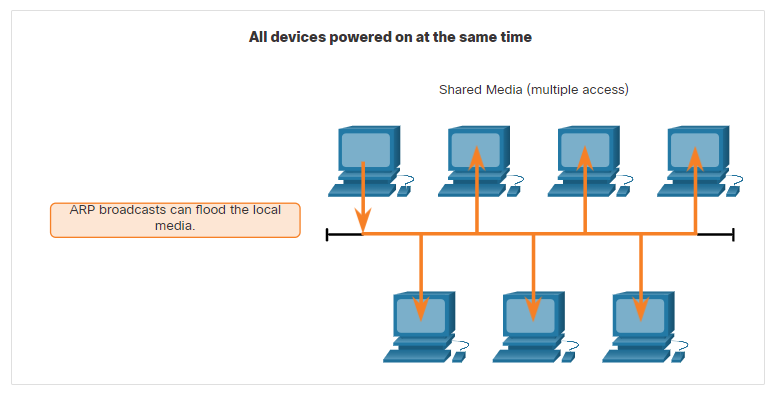 All devices powered on at the same time
Shared Media (multiple access)
ARP broadcasts can flood the local
media.